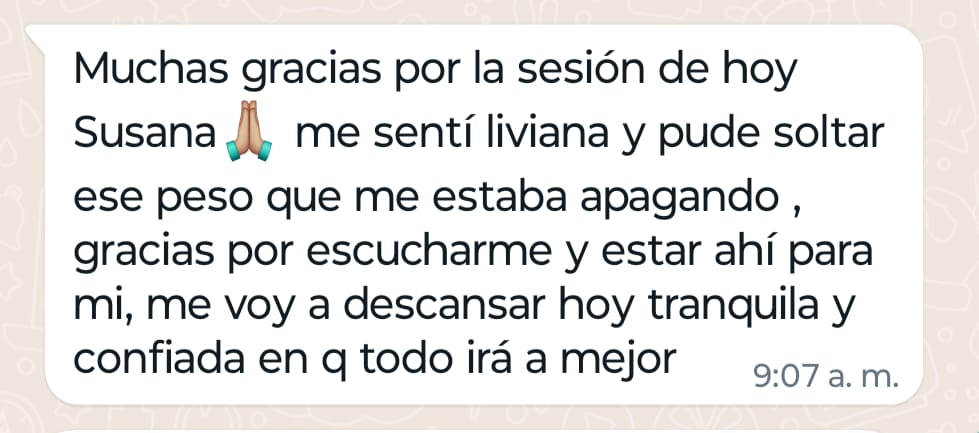 Muchas gracias por la sesión de hoy
Susana🙏🏼 me sentí liviana y pude soltar
ese peso que me estaba apagando ,
gracias por escucharme y estar ahí para
mi, me voy a descansar hoy tranquila y
confiada en q todo irá a mejor
9:07 a. m.